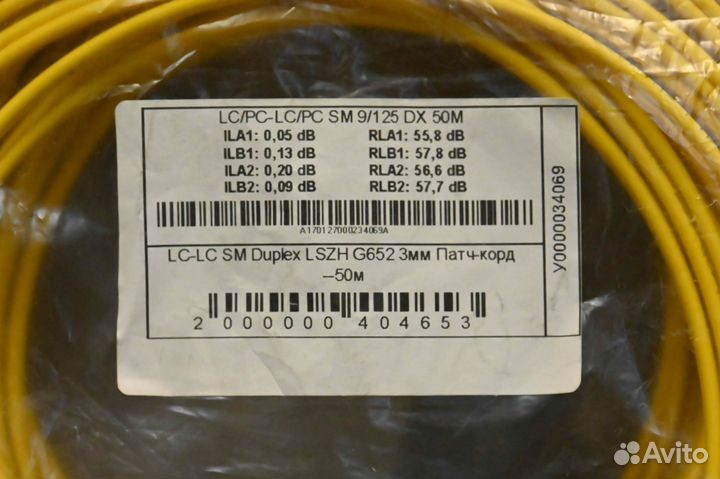 LC/PC-LC/PC SM 9/125 DX 50M
ILA1: 0,05 dB RLA1: 55,8 dB
ILB1: 0,13 dB RLB1: 57,8 dB
ILA2: 0,20 dB RLA2: 56,6 dB
ILB2: 0,09 dB RLB2: 57,7 dB
A170127000234069A
LC-LC SM Duplex LSZH G652 3мм Патч-корд
--50м
2 000000 404653
У0000034069
Avito